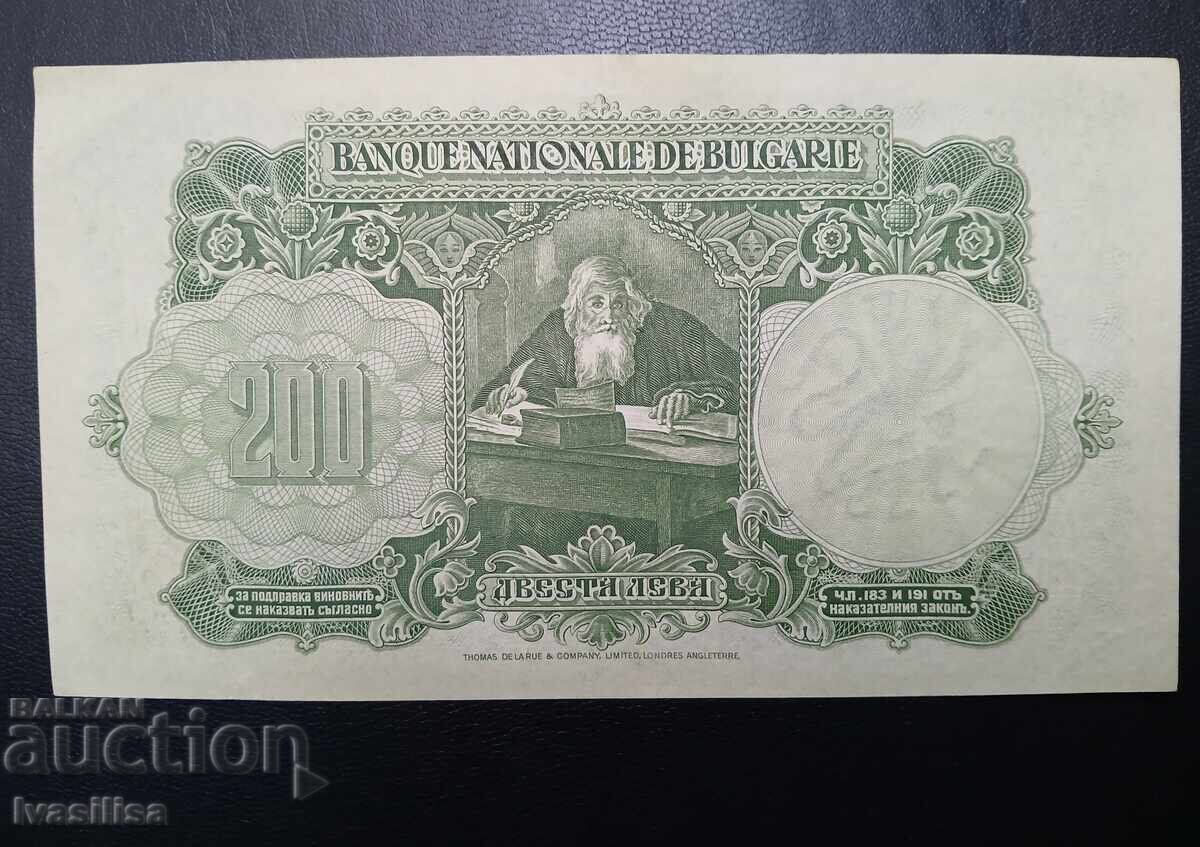 BANQUE NATIONALE DE BULGARIE
200
ДВЕСТА ЛЕВА
ЗА ПОДПРАВКА ВИНОВНИТѢ
СЕ НАКАЗВАТЪ СЪГЛАСНО
ЧЛ. 183 И 191 ОТЪ
НАКАЗАТЕЛНИЯ ЗАКОНЪ.
THOMAS DE LA RUE & COMPANY, LIMITED, LONDRES ANGLETERRE.
BALKAN
auction
Ivasilisa